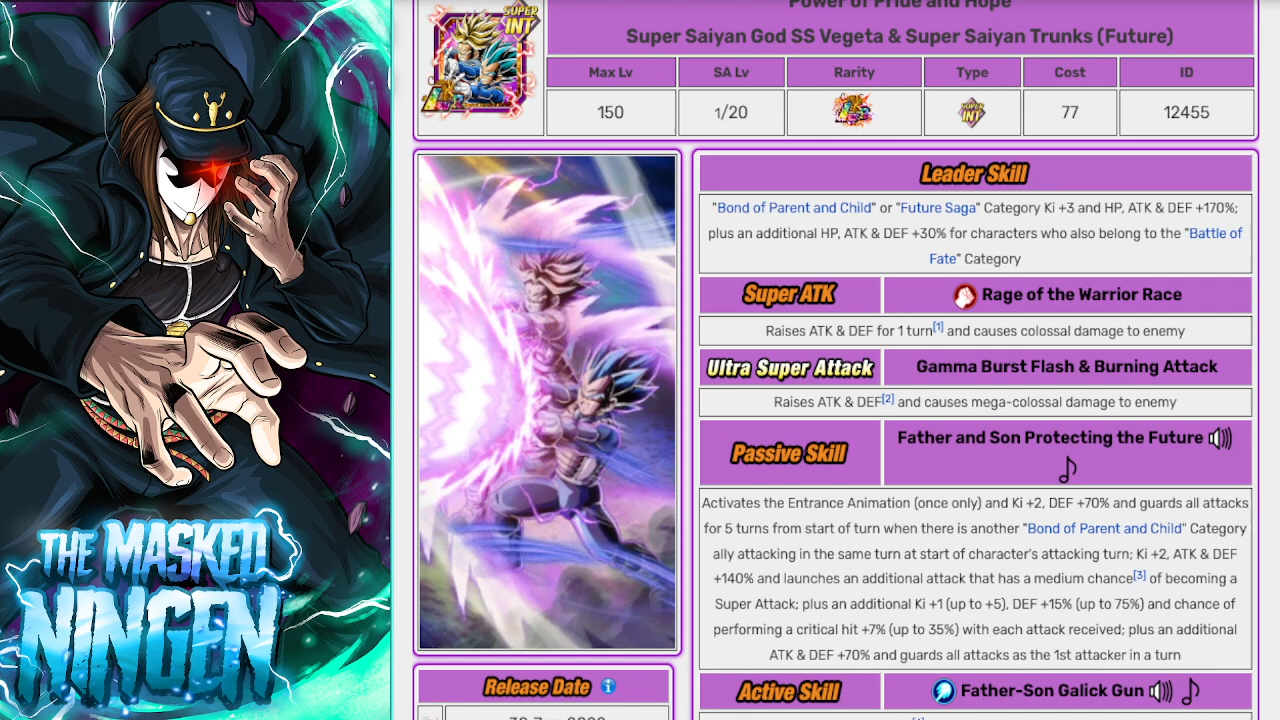 THE MASKED
NINGEN
Power of Pride and Hope
Super Saiyan God SS Vegeta & Super Saiyan Trunks (Future)
SUPER
INT
Max Lv
SA Lv
Rarity
Type
Cost
ID
150
1/20
SUPER
INT
77
12455
Leader Skill
"Bond of Parent and Child" or "Future Saga" Category Ki +3 and HP, ATK & DEF +170%;
plus an additional HP, ATK & DEF +30% for characters who also belong to the "Battle of
Fate" Category
Super ATK
Rage of the Warrior Race
Raises ATK & DEF for 1 turn[1] and causes colossal damage to enemy
Ultra Super Attack
Gamma Burst Flash & Burning Attack
Raises ATK & DEF[2] and causes mega-colossal damage to enemy
Passive Skill
Father and Son Protecting the Future
Activates the Entrance Animation (once only) and Ki +2, DEF +70% and guards all attacks
for 5 turns from start of turn when there is another "Bond of Parent and Child" Category
ally attacking in the same turn at start of character's attacking turn; Ki +2, ATK & DEF
+140% and launches an additional attack that has a medium chance[3] of becoming a
Super Attack; plus an additional Ki +1 (up to +5), DEF +15% (up to 75%) and chance of
performing a critical hit +7% (up to 35%) with each attack received; plus an additional
ATK & DEF +70% and guards all attacks as the 1st attacker in a turn
Active Skill
Father-Son Galick Gun
Release Date